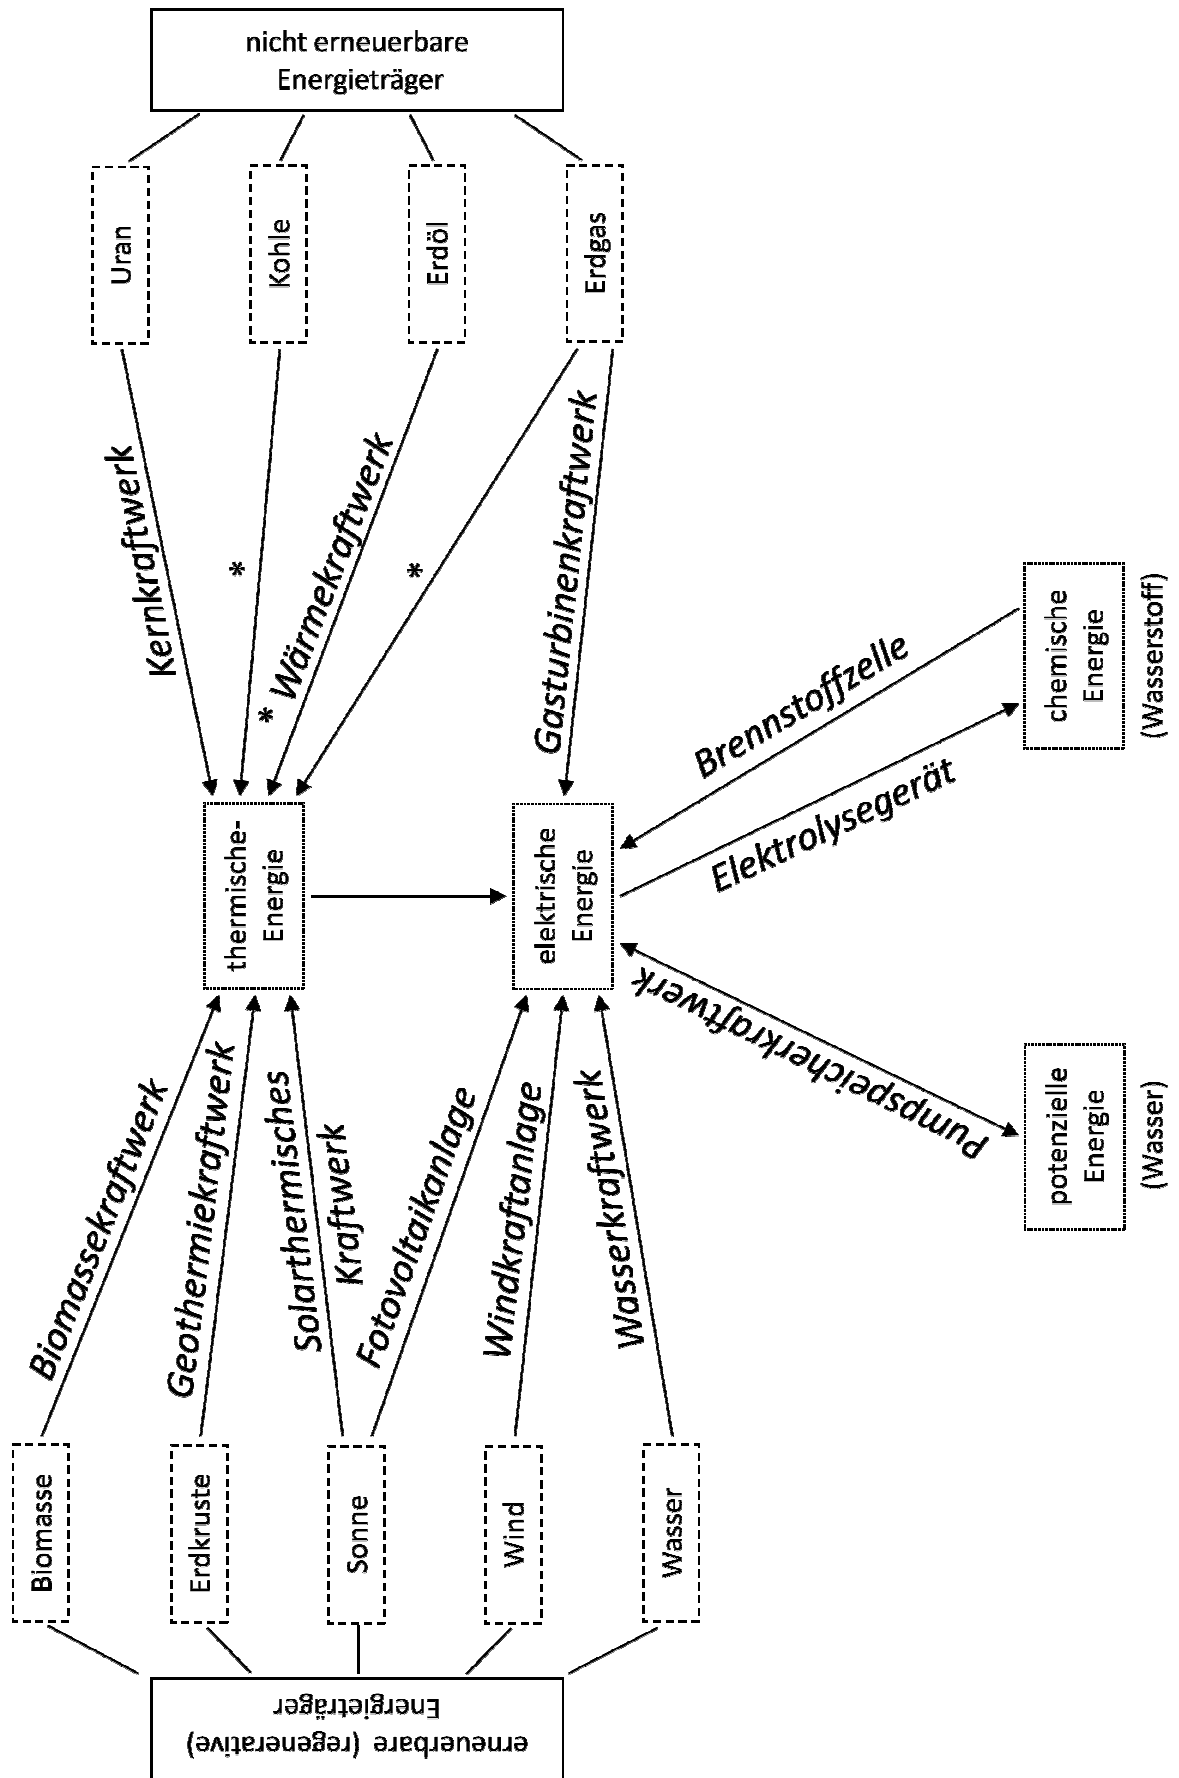 nicht erneuerbare
Energieträger
Uran
Kohle
Erdöl
Erdgas
Kernkraftwerk
*
* Wärmekraftwerk
*
Gasturbinenkraftwerk
thermische-
Energie
elektrische
Energie
Brennstoffzelle
Elektrolysegerät
chemische
Energie
(Wasserstoff)
Pumpspeicherkraftwerk
potenzielle
Energie
(Wasser)
Biomassekraftwerk
Geothermiekraftwerk
Solarthermisches
Kraftwerk
Fotovoltaikanlage
Windkraftanlage
Wasserkraftwerk
Biomasse
Erdkruste
Sonne
Wind
Wasser
erneuerbare (regenerative)
Energieträger